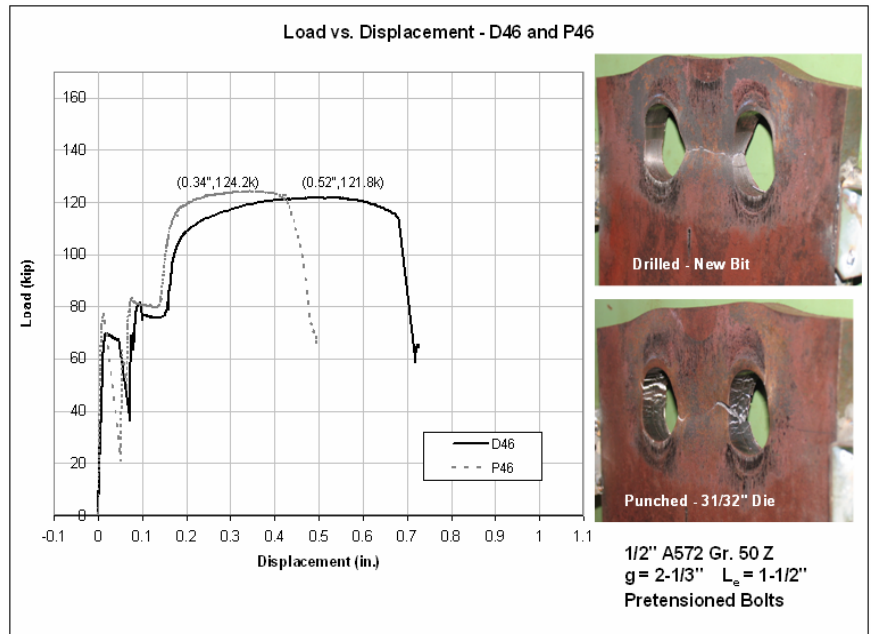 Load vs. Displacement - D46 and P46
160
140
120
100
80
60
40
20
0
Load (kip)
(0.34",124.2k)
(0.52",121.8k)
D46
P46
-0.1 0 0.1 0.2 0.3 0.4 0.5 0.6 0.7 0.8 0.9 1 1.1
Displacement (in.)
Drilled - New Bit
Punched - 31/32" Die
1/2" A572 Gr. 50 Z
g = 2-1/3" Le = 1-1/2"
Pretensioned Bolts